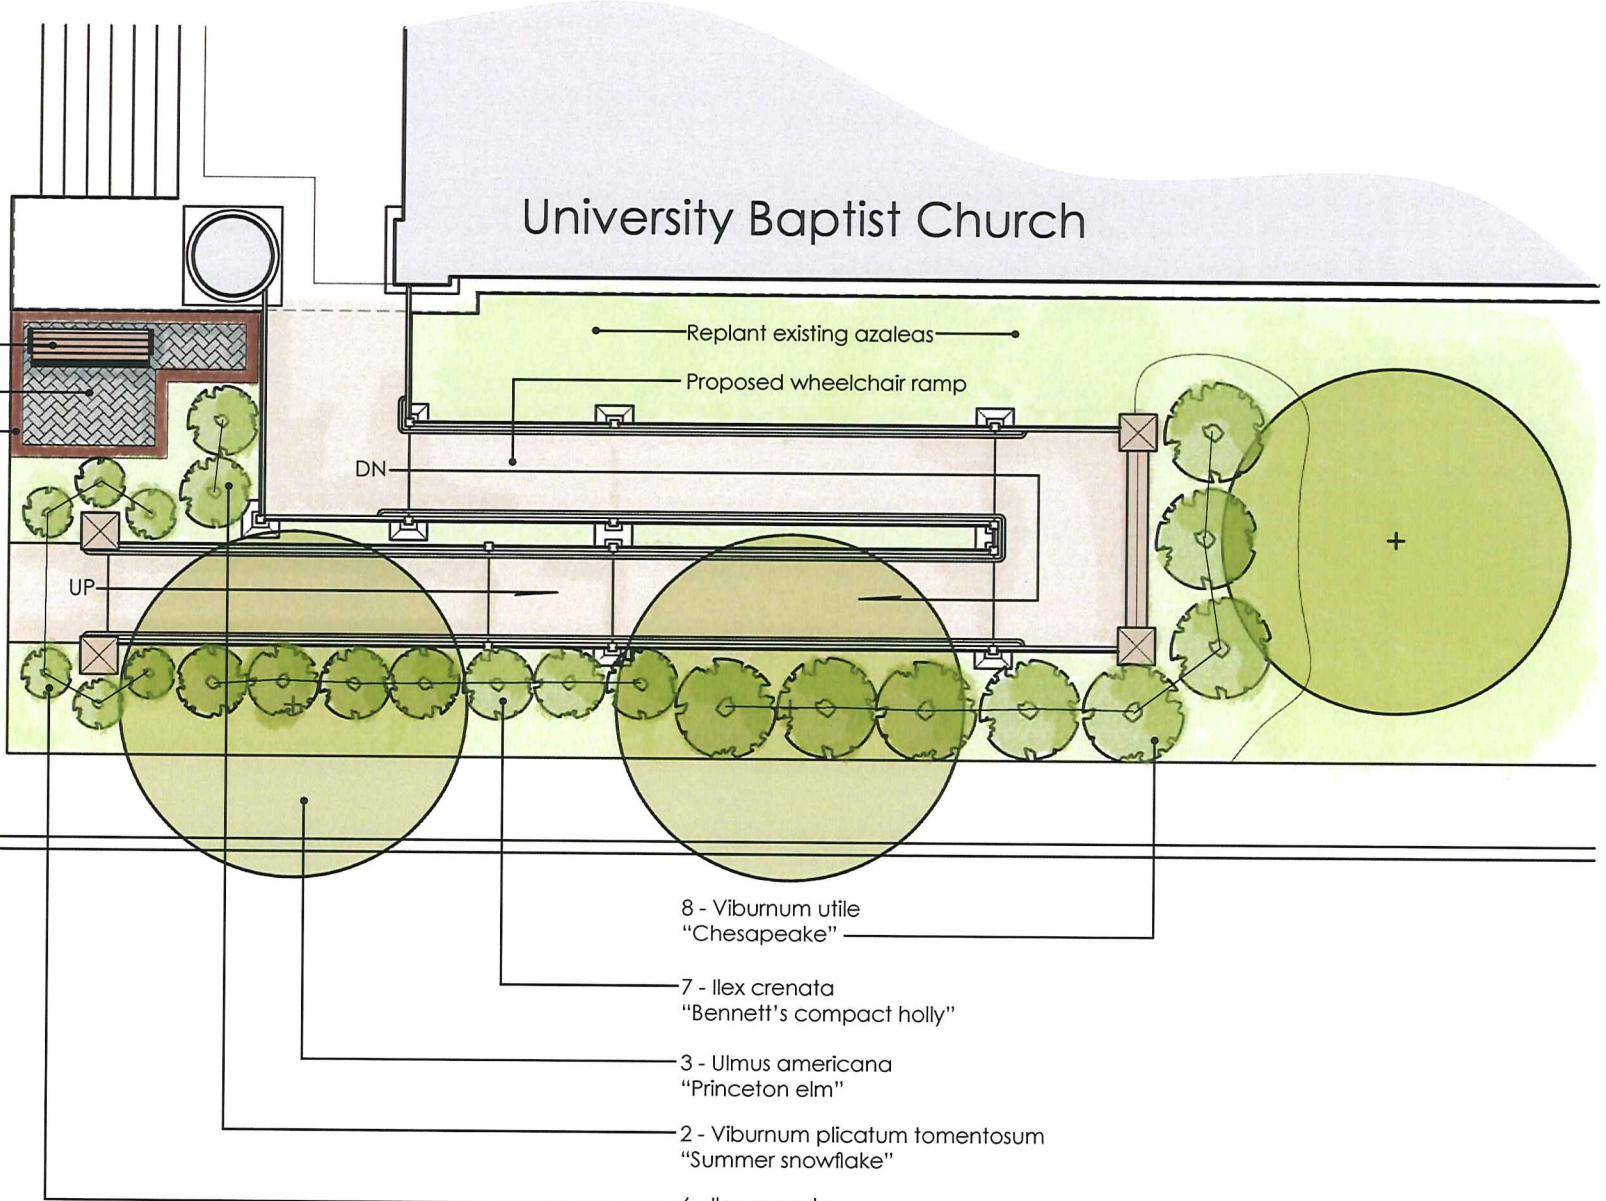 University Baptist Church
Replant existing azaleas
Proposed wheelchair ramp
DN
UP
8 - Viburnum utile
“Chesapeake”
7 - Ilex crenata
“Bennett’s compact holly”
3 - Ulmus americana
“Princeton elm”
2 - Viburnum plicatum tomentosum
“Summer snowflake”